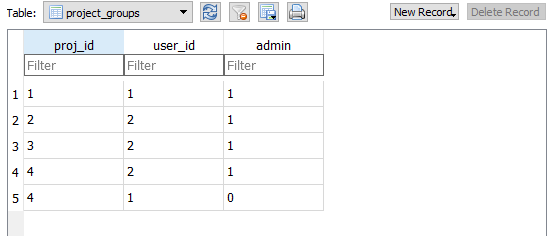 Table: project_groups New Record Delete Record
proj_id user_id admin
Filter Filter Filter
1 1 1 1
2 2 2 1
3 3 2 1
4 4 2 1
5 4 1 0